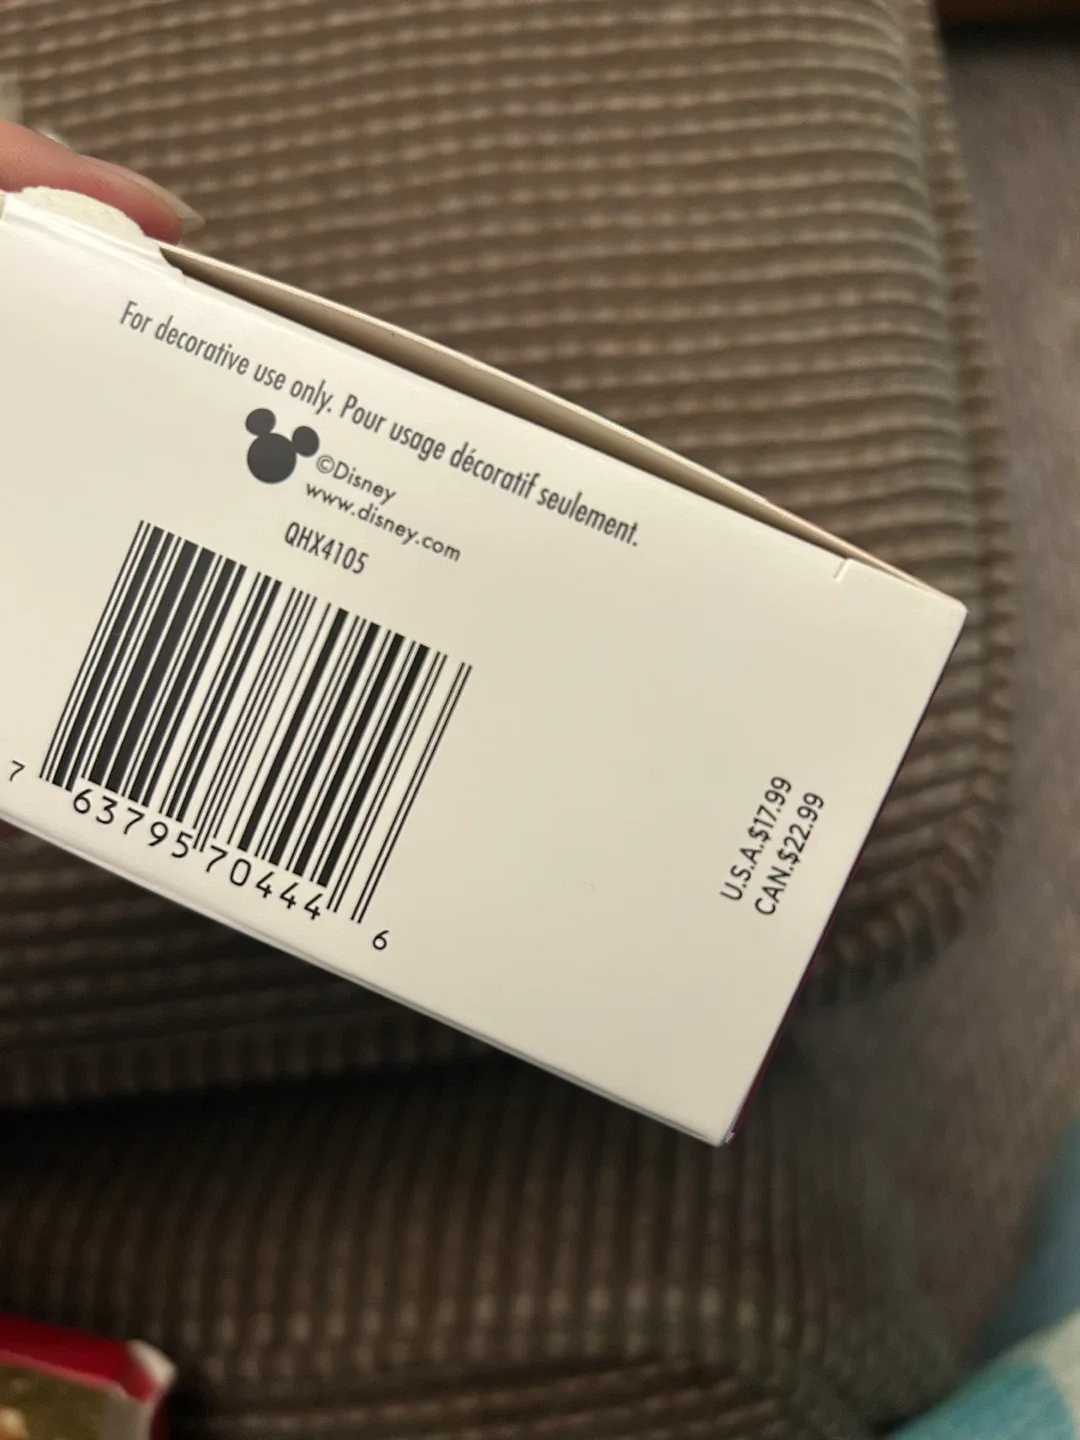 For decorative use only. Pour usage décoratif seulement.
©Disney
www.disney.com
QHX4105
7 63795 70444 6
U.S.A.$17.99
CAN.$22.99